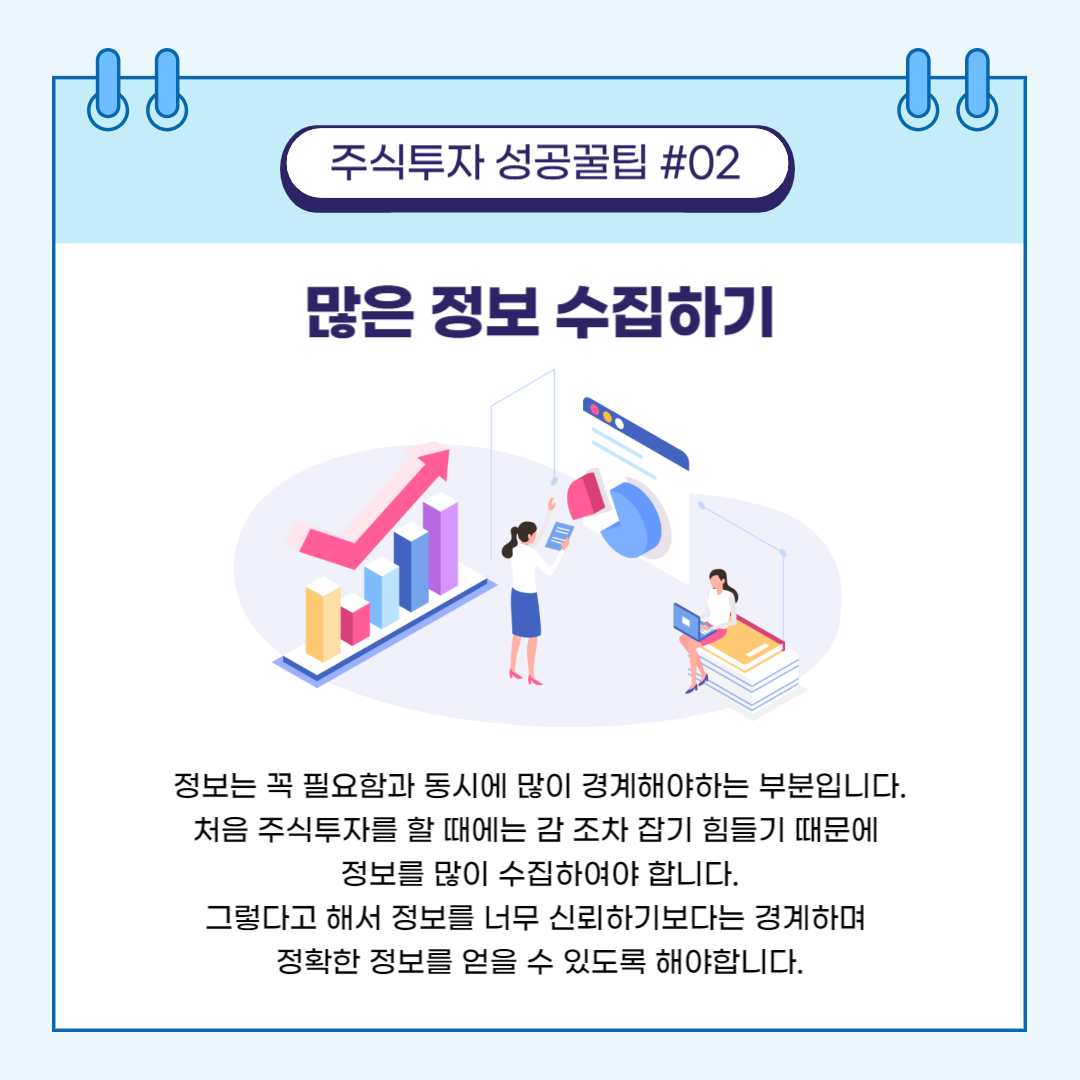 주식투자 성공꿀팁 #02
많은 정보 수집하기
정보는 꼭 필요함과 동시에 많이 경계해야하는 부분입니다.
처음 주식투자를 할 때에는 감 조차 잡기 힘들기 때문에
정보를 많이 수집하여야 합니다.
그렇다고 해서 정보를 너무 신뢰하기보다는 경계하며
정확한 정보를 얻을 수 있도록 해야합니다.